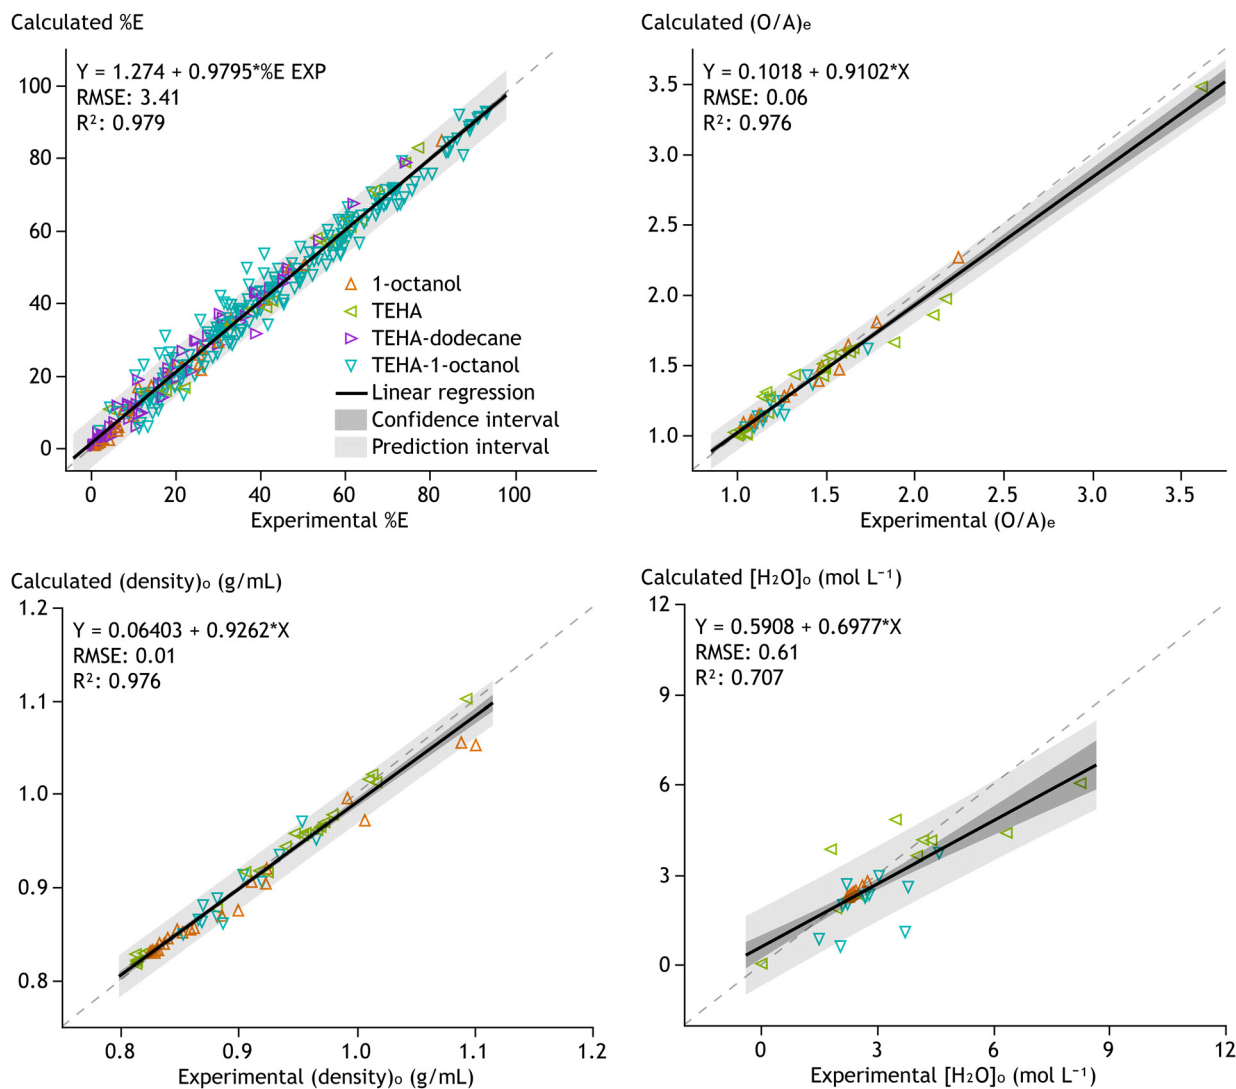 Calculated %E
Y = 1.274 + 0.9795*%E EXP
RMSE: 3.41
R²: 0.979
100
80
60
40
20
0
1-octanol
TEHA
TEHA-dodecane
TEHA-1-octanol
Linear regression
Confidence interval
Prediction interval
0 20 40 60 80 100
Experimental %E
Calculated (O/A)ₑ
Y = 0.1018 + 0.9102*X
RMSE: 0.06
R²: 0.976
3.5
3.0
2.5
2.0
1.5
1.0
1.0 1.5 2.0 2.5 3.0 3.5
Experimental (O/A)ₑ
Calculated (density)ₒ (g/mL)
Y = 0.06403 + 0.9262*X
RMSE: 0.01
R²: 0.976
1.2
1.1
1.0
0.9
0.8
0.8 0.9 1.0 1.1 1.2
Experimental (density)ₒ (g/mL)
Calculated [H₂O]ₒ (mol L⁻¹)
Y = 0.5908 + 0.6977*X
RMSE: 0.61
R²: 0.707
12
9
6
3
0
0 3 6 9 12
Experimental [H₂O]ₒ (mol L⁻¹)